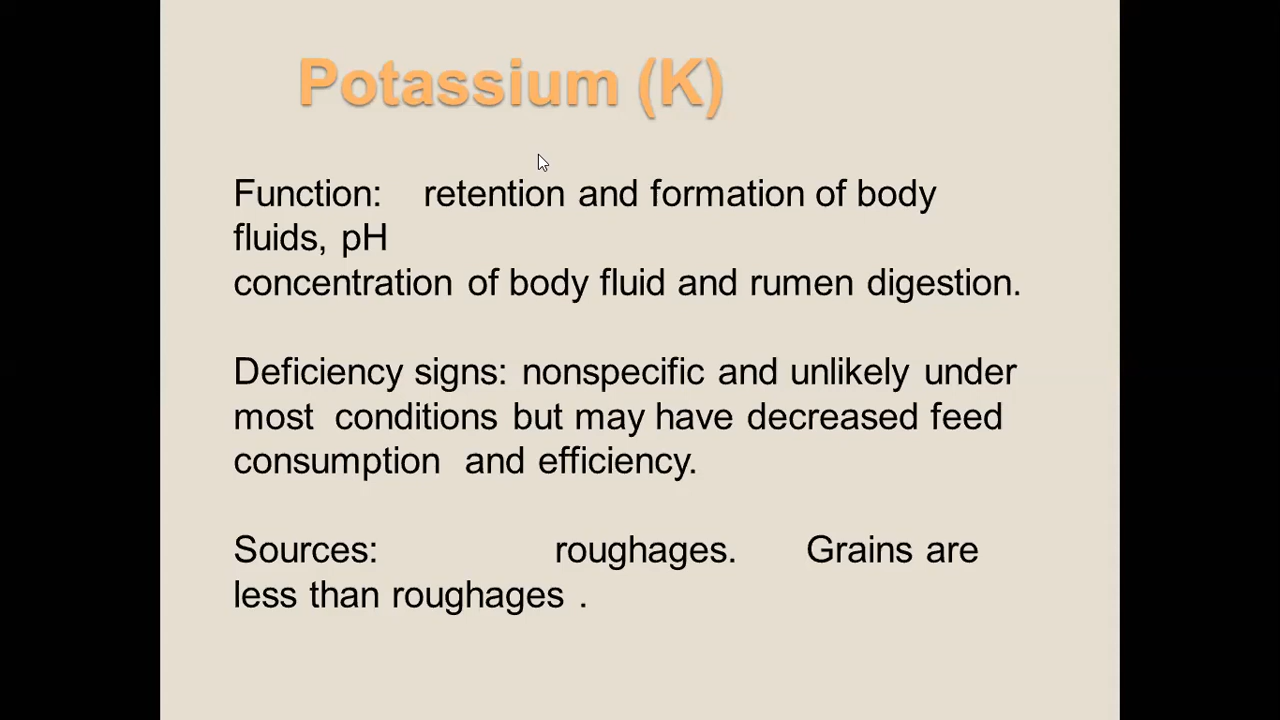 Potassium (K)
Function: retention and formation of body
fluids, pH
concentration of body fluid and rumen digestion.
Deficiency signs: nonspecific and unlikely under
most conditions but may have decreased feed
consumption and efficiency.
Sources: roughages. Grains are
less than roughages .